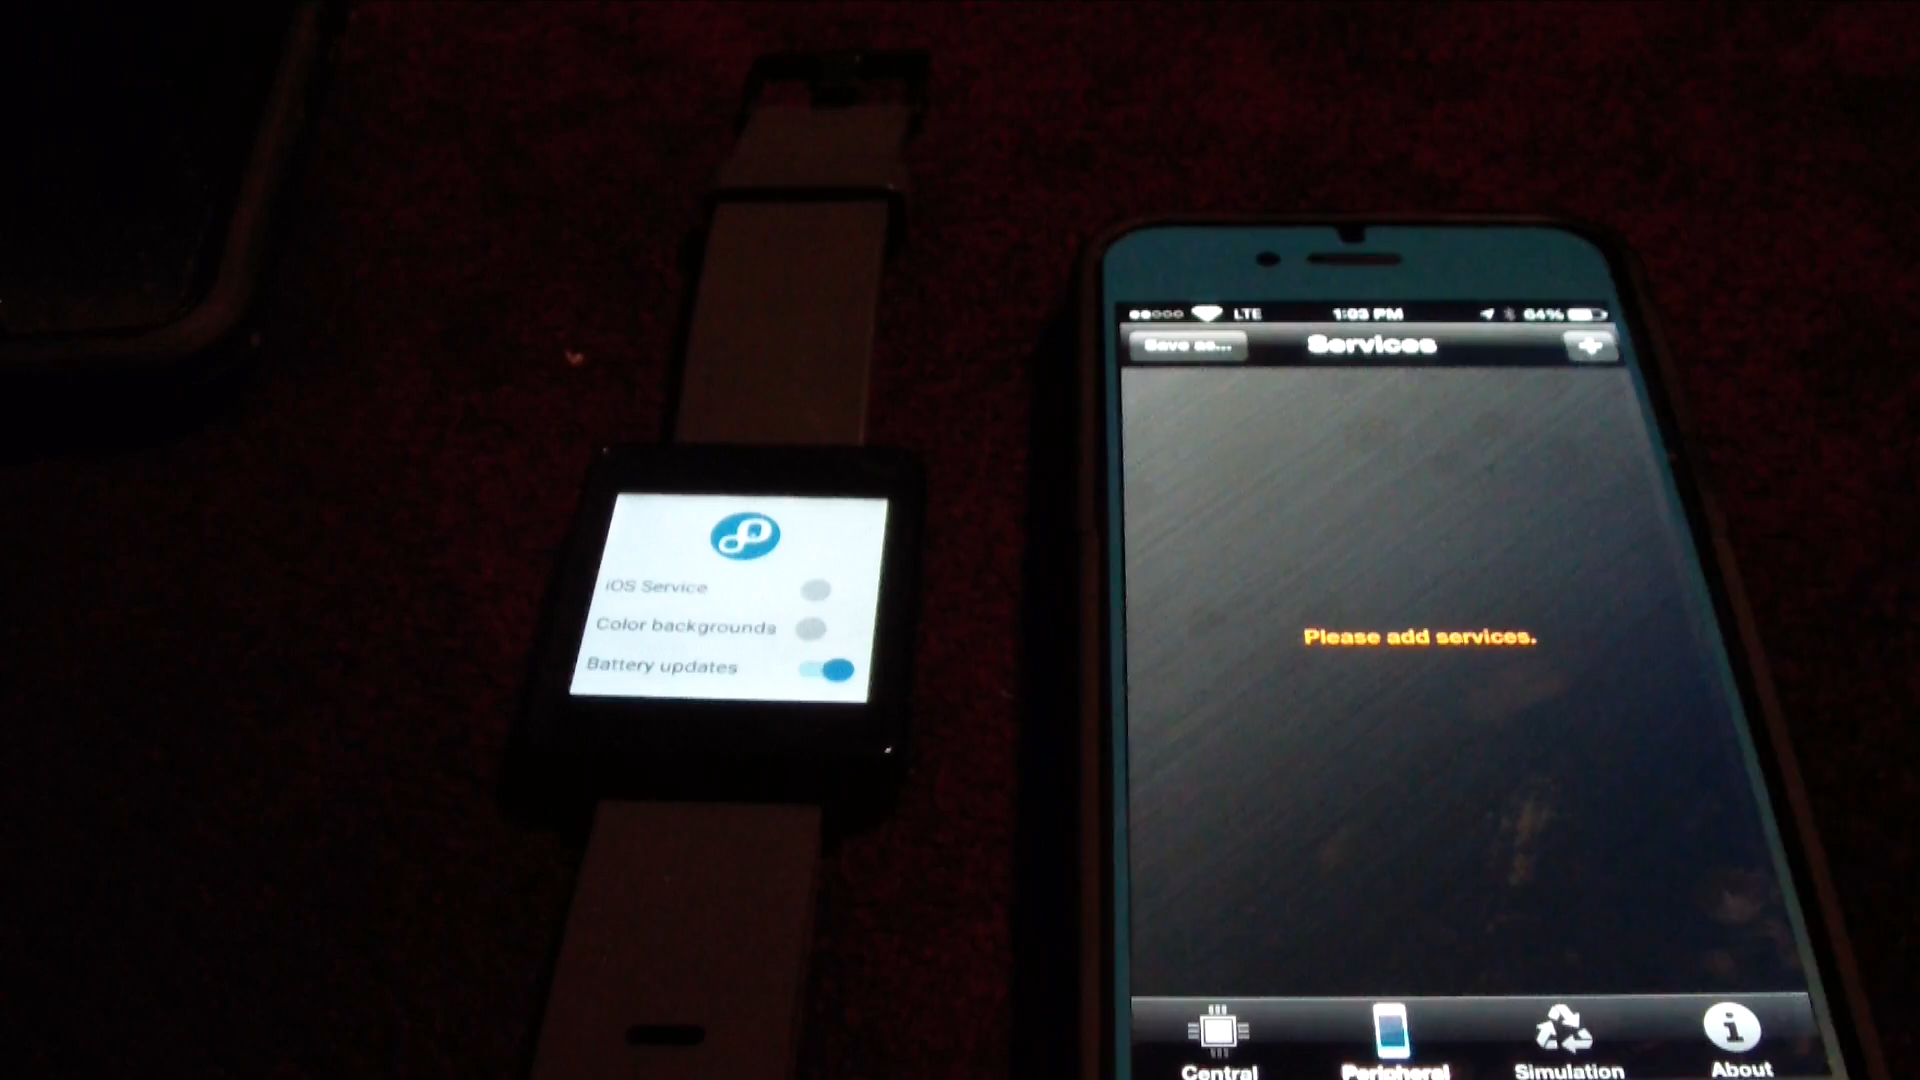 iOS Service
Color backgrounds
Battery updates
LTE 1:03 PM 64%
Save as... Services +
Please add services.
Central Peripheral Simulation About